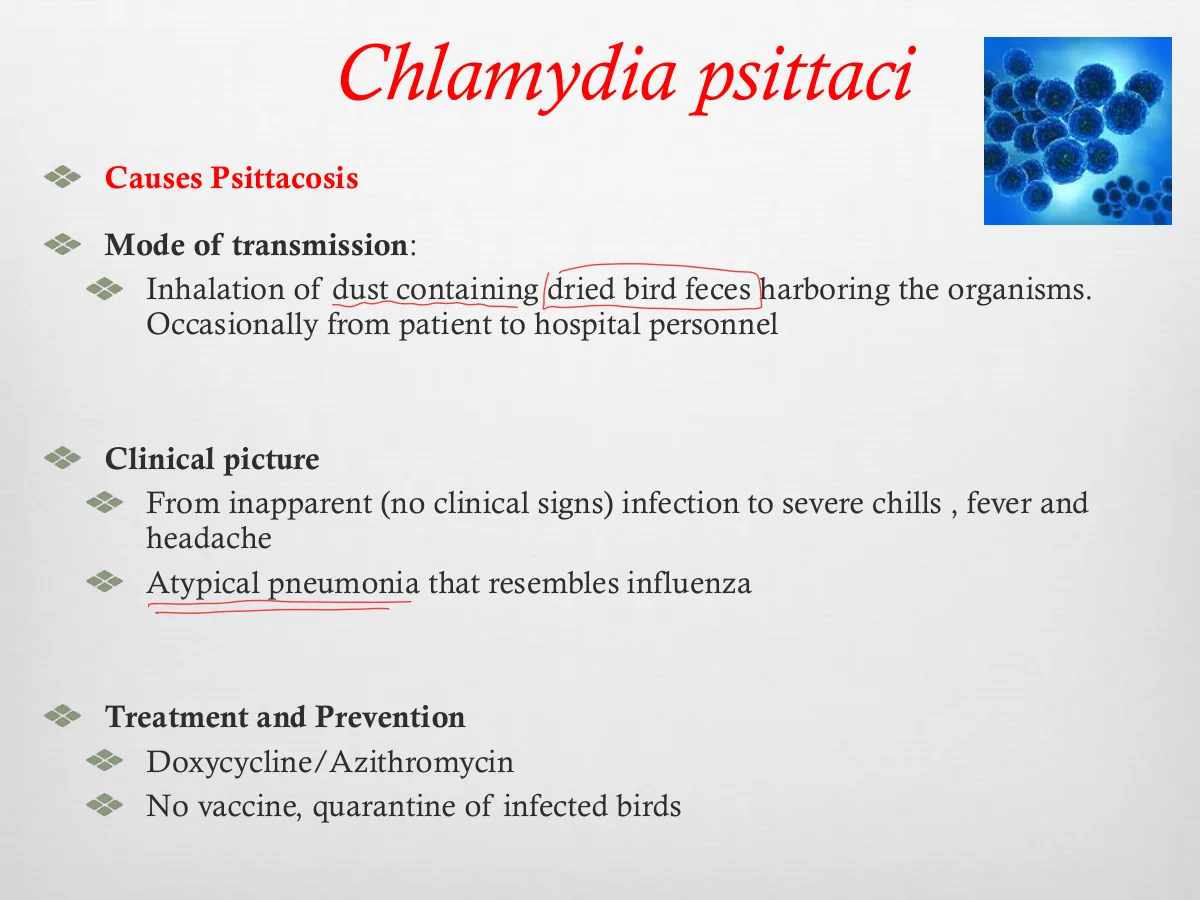 Chlamydia psittaci
Causes Psittacosis
Mode of transmission:
Inhalation of dust containing dried bird feces harboring the organisms.
Occasionally from patient to hospital personnel
Clinical picture
From inapparent (no clinical signs) infection to severe chills , fever and
headache
Atypical pneumonia that resembles influenza
Treatment and Prevention
Doxycycline/Azithromycin
No vaccine, quarantine of infected birds